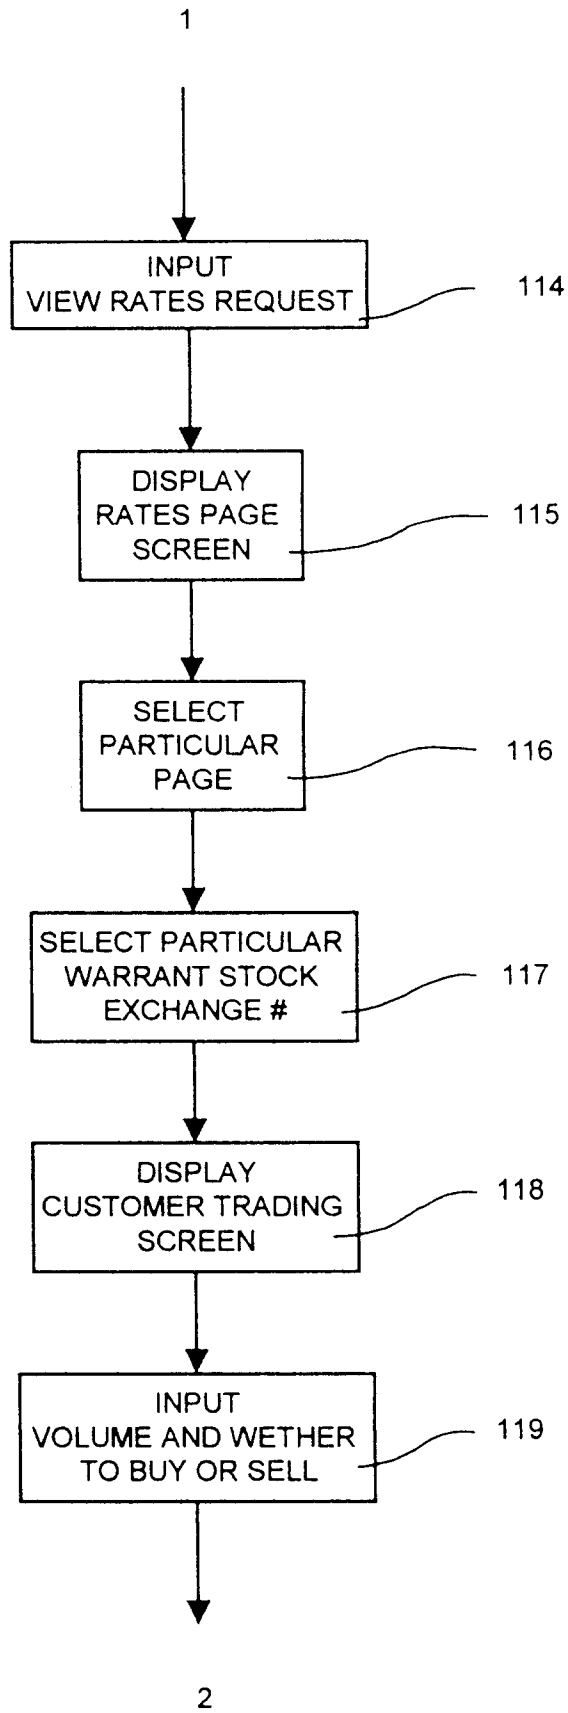 1
INPUT
VIEW RATES REQUEST
114
DISPLAY
RATES PAGE
SCREEN
115
SELECT
PARTICULAR
PAGE
116
SELECT PARTICULAR
WARRANT STOCK
EXCHANGE #
117
DISPLAY
CUSTOMER TRADING
SCREEN
118
INPUT
VOLUME AND WETHER
TO BUY OR SELL
119
2